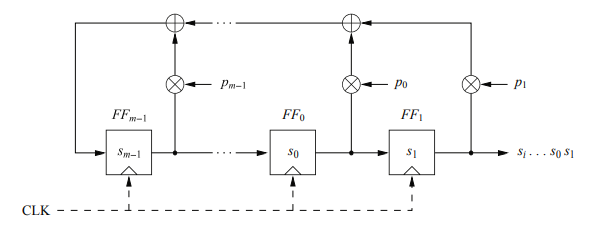 p_{m−1} p_0 p_1
FF_{m−1} FF_0 FF_1
s_{m−1} · · · s_0 s_1 s_i . . . s_0 s_1
CLK